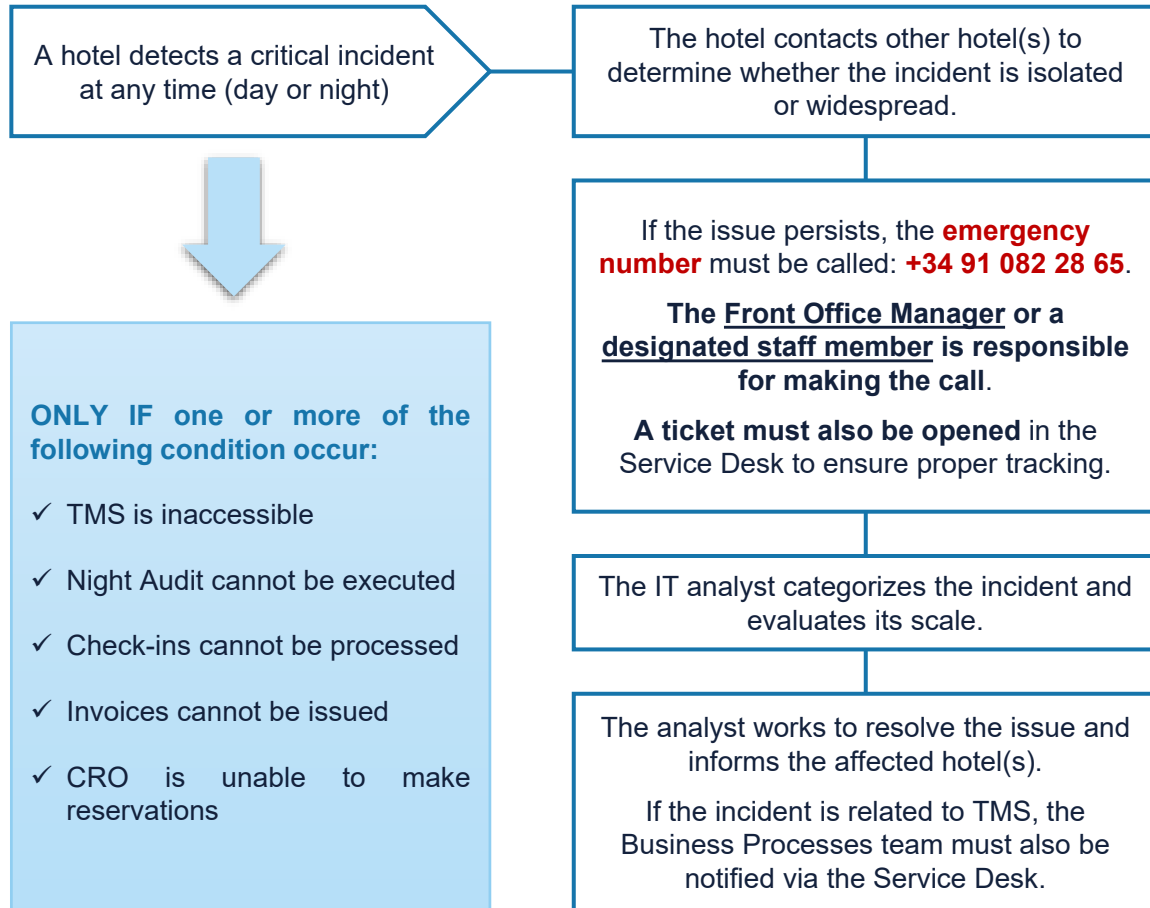 A hotel detects a critical incident
at any time (day or night)
The hotel contacts other hotel(s) to
determine whether the incident is isolated
or widespread.
If the issue persists, the emergency
number must be called: +34 91 082 28 65.
The Front Office Manager or a
designated staff member is responsible
for making the call.
A ticket must also be opened in the
Service Desk to ensure proper tracking.
The IT analyst categorizes the incident and
evaluates its scale.
The analyst works to resolve the issue and
informs the affected hotel(s).
If the incident is related to TMS, the
Business Processes team must also be
notified via the Service Desk.
ONLY IF one or more of the
following condition occur:
✓ TMS is inaccessible
✓ Night Audit cannot be executed
✓ Check-ins cannot be processed
✓ Invoices cannot be issued
✓ CRO is unable to make
reservations